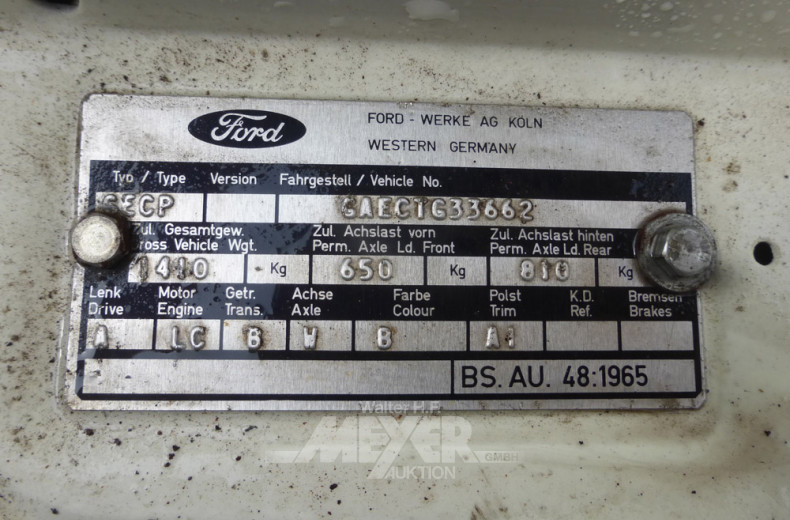 Ford
FORD - WERKE AG KÖLN
WESTERN GERMANY
Typ / Type Version Fahrgestell / Vehicle No.
GECP GAECTG33662
Zul. Gesamtgew. Zul. Achslast vorn Zul. Achslast hinten
Gross Vehicle Wgt. Perm. Axle Ld. Front Perm. Axle Ld. Rear
1410 Kg 650 Kg 810 Kg
Lenk Motor Getr. Achse Farbe Polst K.D. Bremsen
Drive Engine Trans. Axle Colour Trim Ref. Brakes
A LC B W B A1
BS. AU. 48:1965
Walter H.F.
MEYER
GMBH
AUKTION